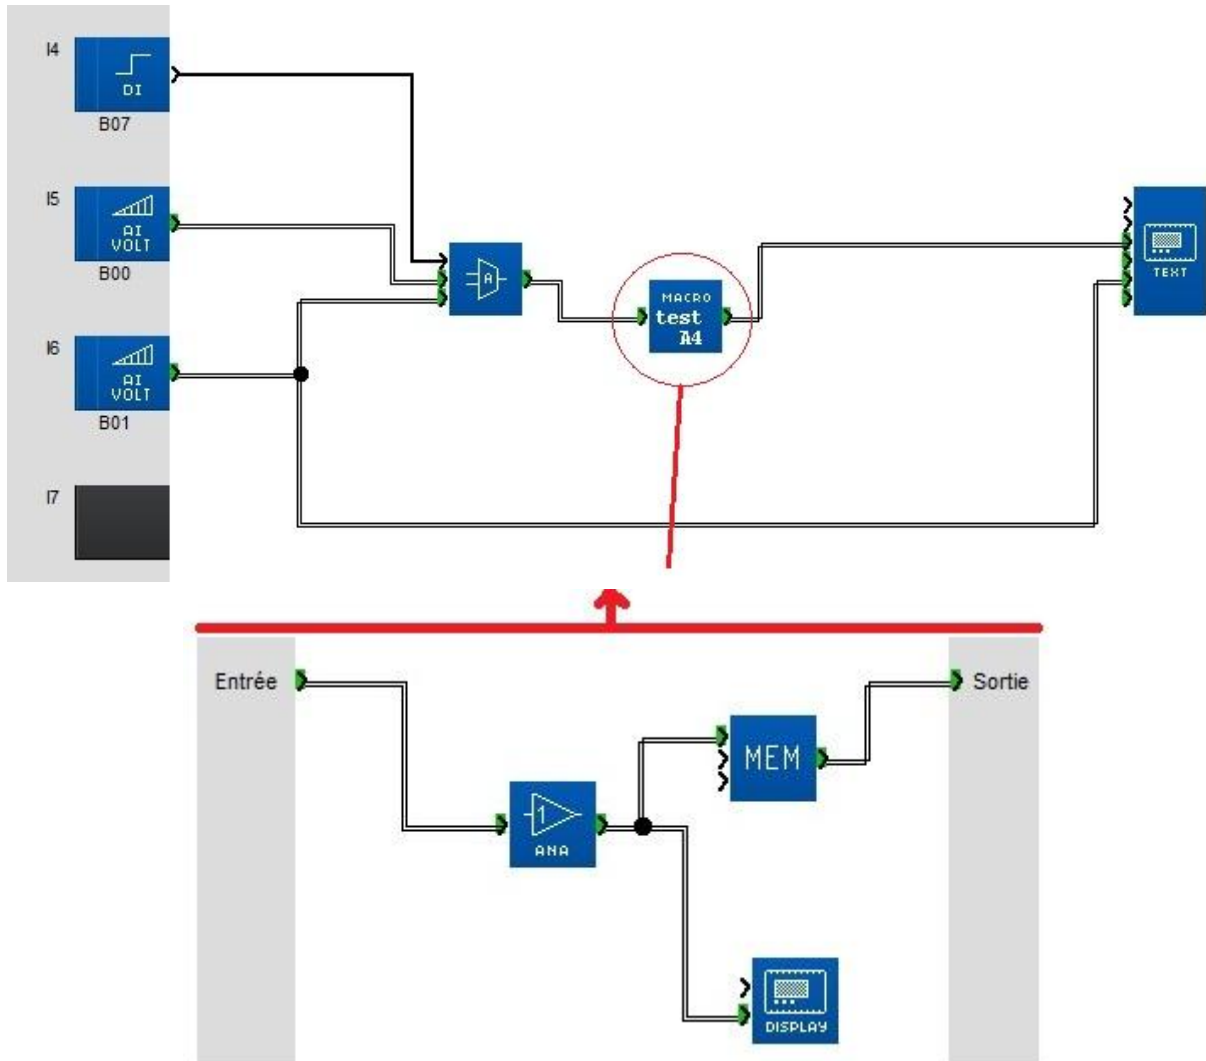 I4
DI
B07
I5
AI
VOLT
B00
A
I6
AI
VOLT
B01
I7
MACRO
test
A4
TEXT
Entrée
Sortie
MEM
1
ANA
DISPLAY